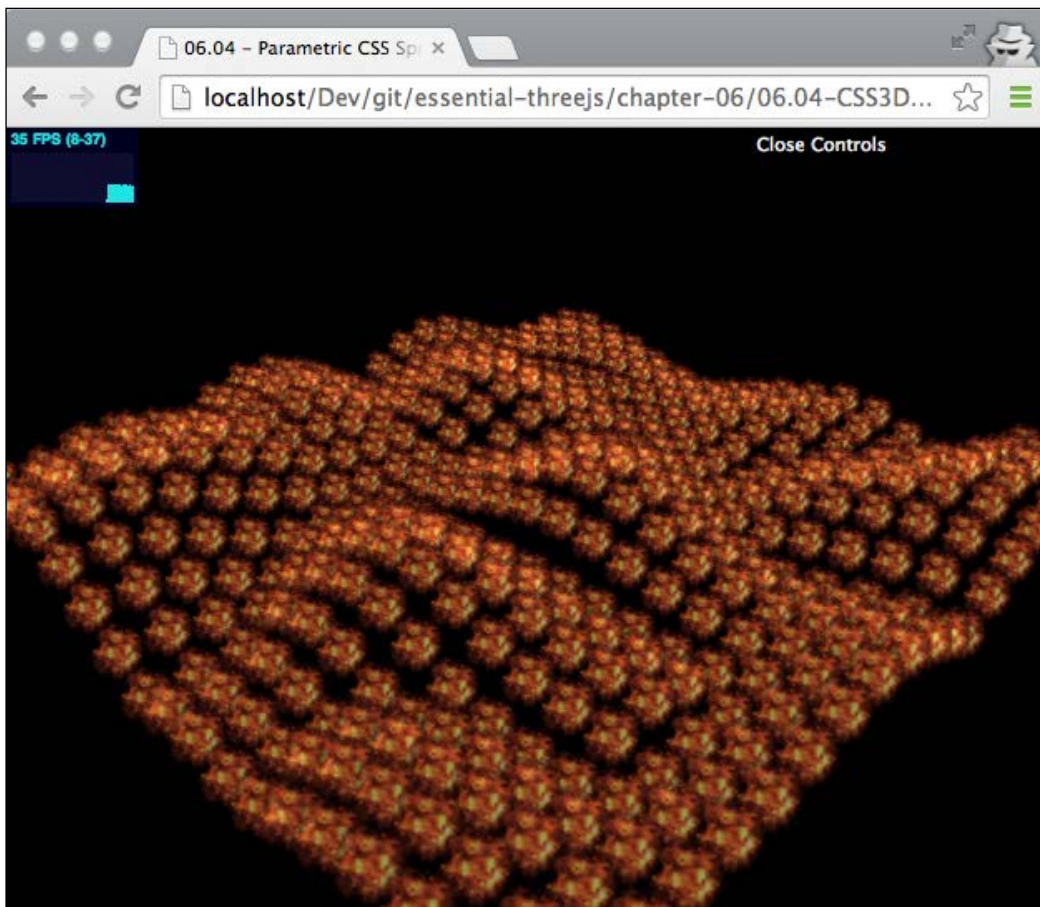 06.04 – Parametric CSS Sp
localhost/Dev/git/essential-threejs/chapter-06/06.04-CSS3D...
35 FPS (8-37)
Close Controls